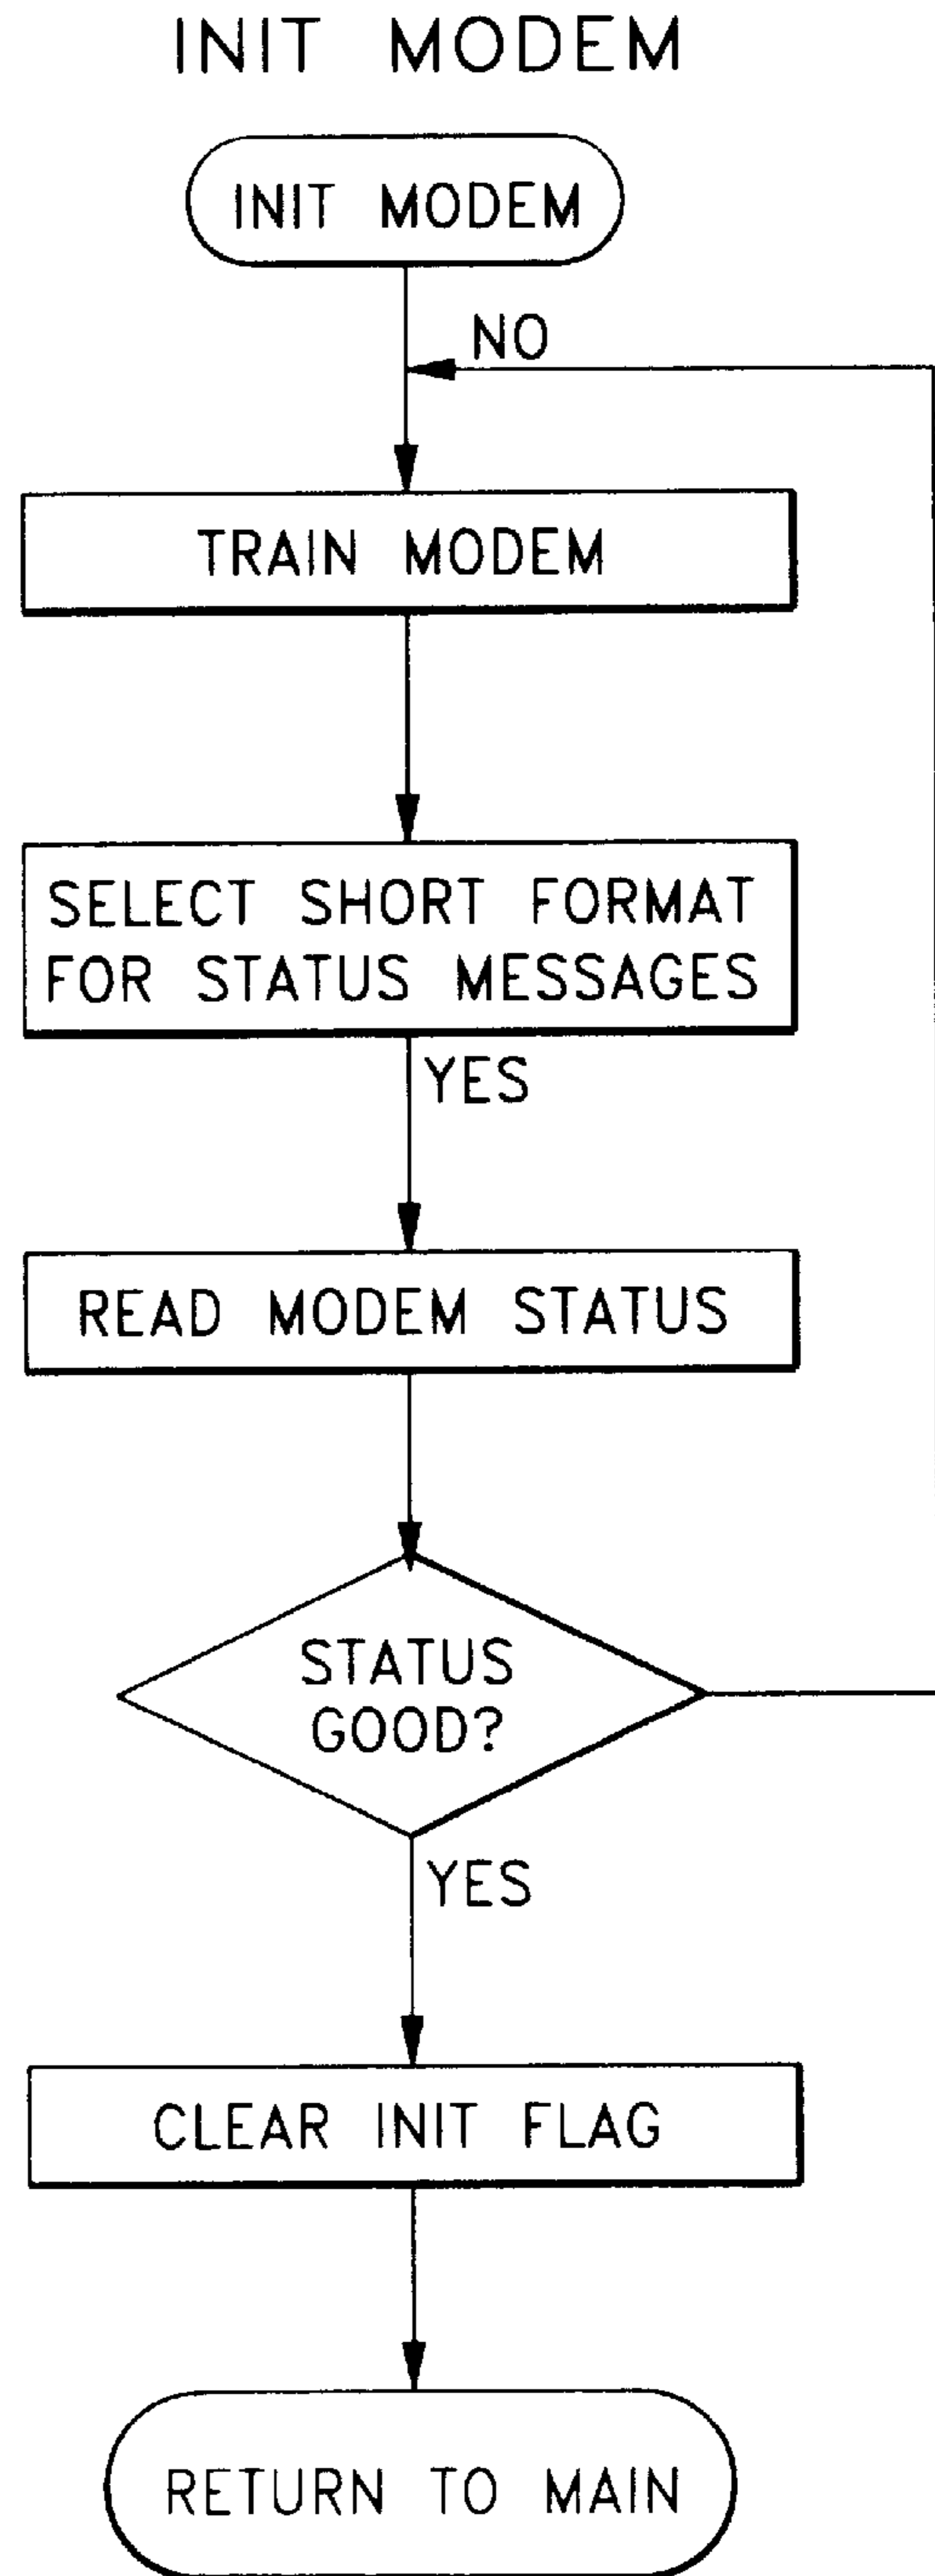 INIT MODEM
INIT MODEM
NO
TRAIN MODEM
SELECT SHORT FORMAT
FOR STATUS MESSAGES
YES
READ MODEM STATUS
STATUS
GOOD?
YES
CLEAR INIT FLAG
RETURN TO MAIN